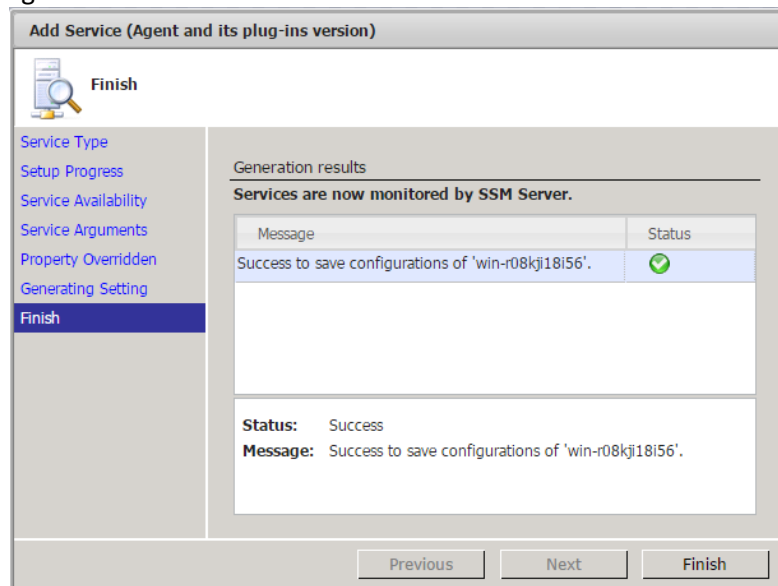 Add Service (Agent and its plug-ins version)
Finish
Service Type
Setup Progress
Service Availability
Service Arguments
Property Overridden
Generating Setting
Finish
Generation results
Services are now monitored by SSM Server.
Message Status
Success to save configurations of 'win-r08kji18i56'.
Status: Success
Message: Success to save configurations of 'win-r08kji18i56'.
Previous Next Finish